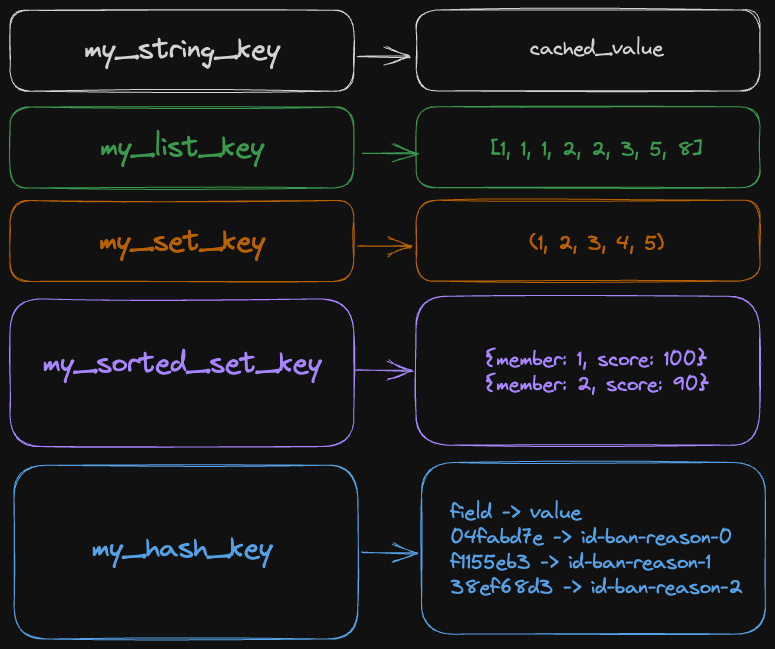 my_string_key
cached_value
my_list_key
[1, 1, 1, 2, 2, 3, 5, 8]
my_set_key
(1, 2, 3, 4, 5)
my_sorted_set_key
{member: 1, score: 100}
{member: 2, score: 90}
my_hash_key
field -> value
04fabd7e -> id-ban-reason-0
f1155eb3 -> id-ban-reason-1
38ef68d3 -> id-ban-reason-2